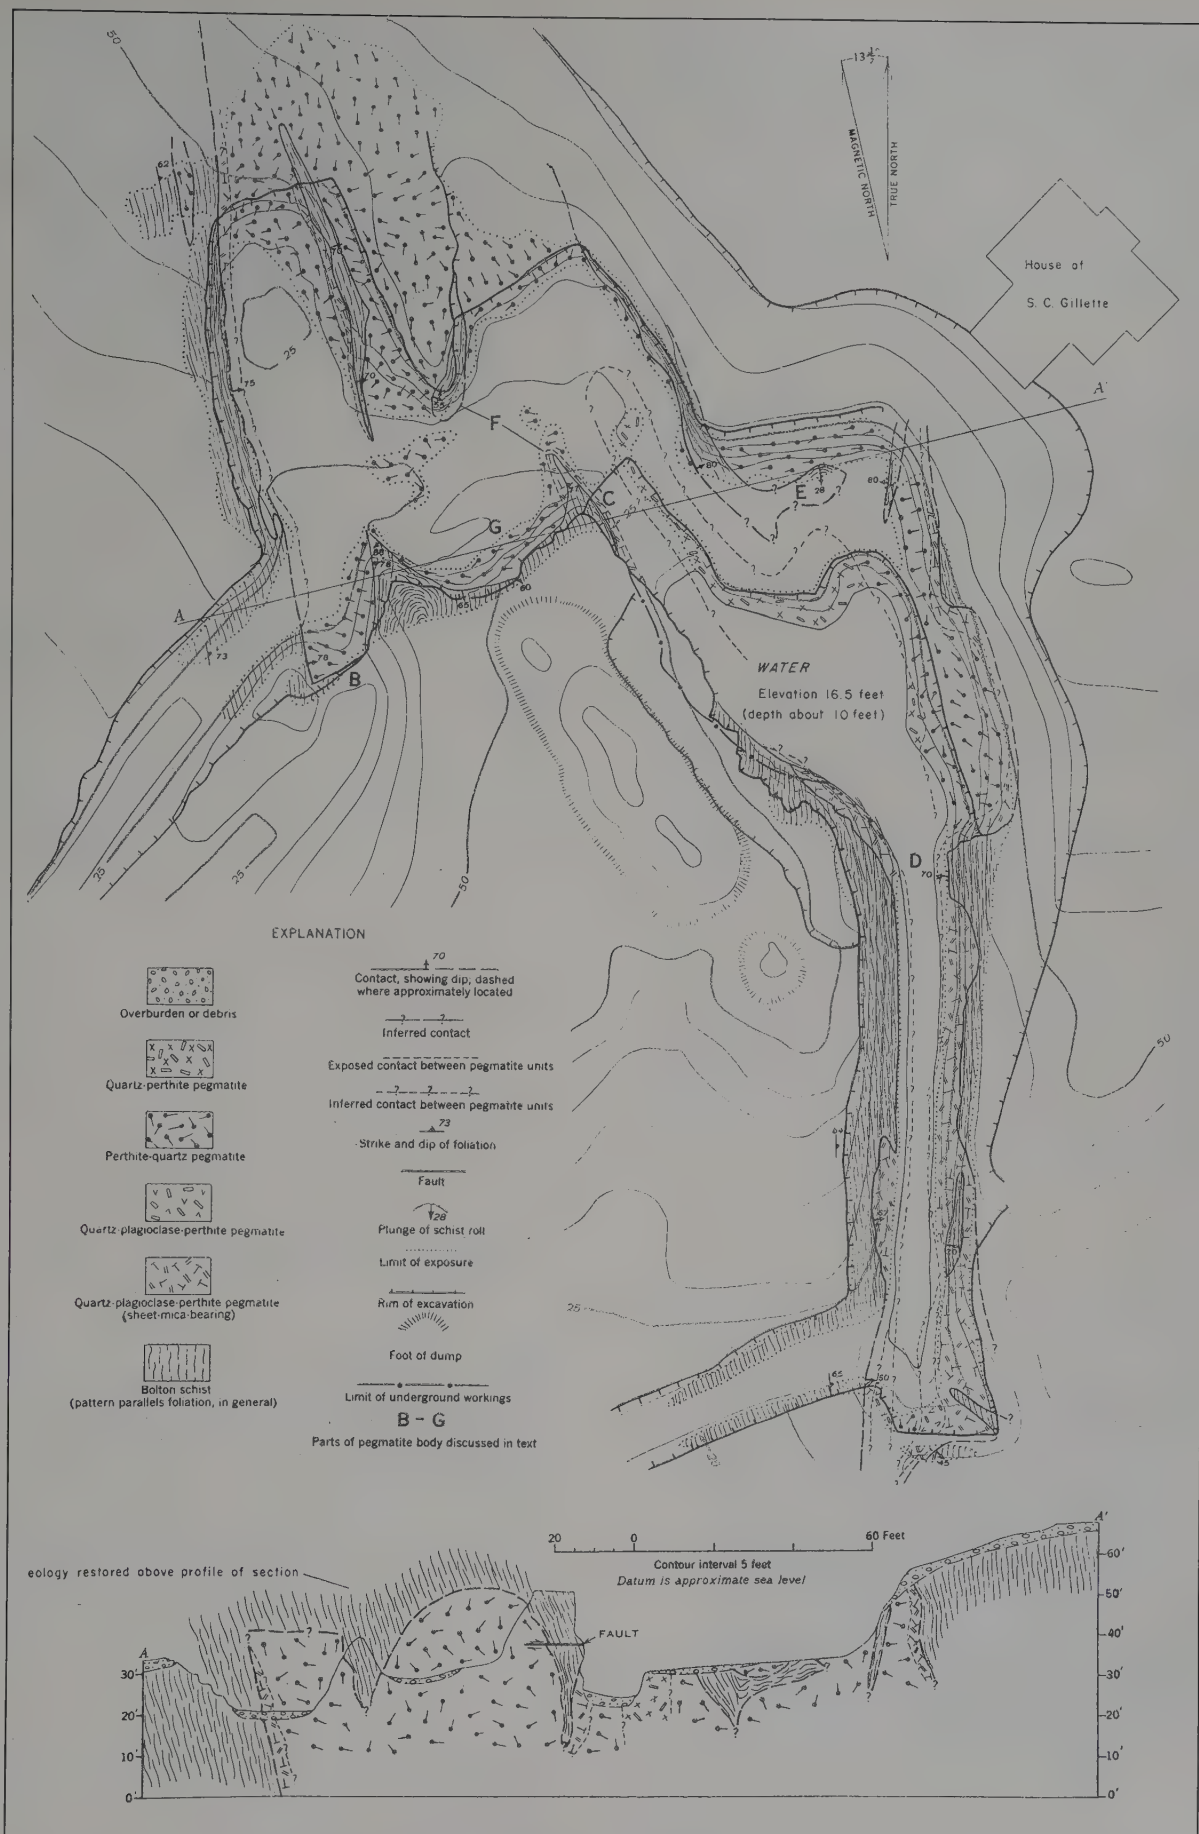 50
13½°
MAGNETIC NORTH
TRUE NORTH
62
House of
S. C. Gillette
76
25
75
70
55
A'
F
80
E
28
80
C
G
77
65
60
A
73
78
B
WATER
Elevation 16.5 feet
(depth about 10 feet)
D
70
35
25
50
50
25
65
50
45
EXPLANATION
Overburden or debris
Quartz-perthite pegmatite
Perthite-quartz pegmatite
Quartz-plagioclase-perthite pegmatite
Quartz-plagioclase-perthite pegmatite
(sheet-mica-bearing)
Bolton schist
(pattern parallels foliation, in general)
70
Contact, showing dip; dashed
where approximately located
Inferred contact
Exposed contact between pegmatite units
Inferred contact between pegmatite units
73
Strike and dip of foliation
Fault
28
Plunge of schist roll
Limit of exposure
Rim of excavation
Foot of dump
Limit of underground workings
B - G
Parts of pegmatite body discussed in text
20 0 60 Feet
Contour interval 5 feet
Datum is approximate sea level
eology restored above profile of section
FAULT
A
A'
30'
20'
10'
0'
60'
50'
40'
30'
20'
10'
0'